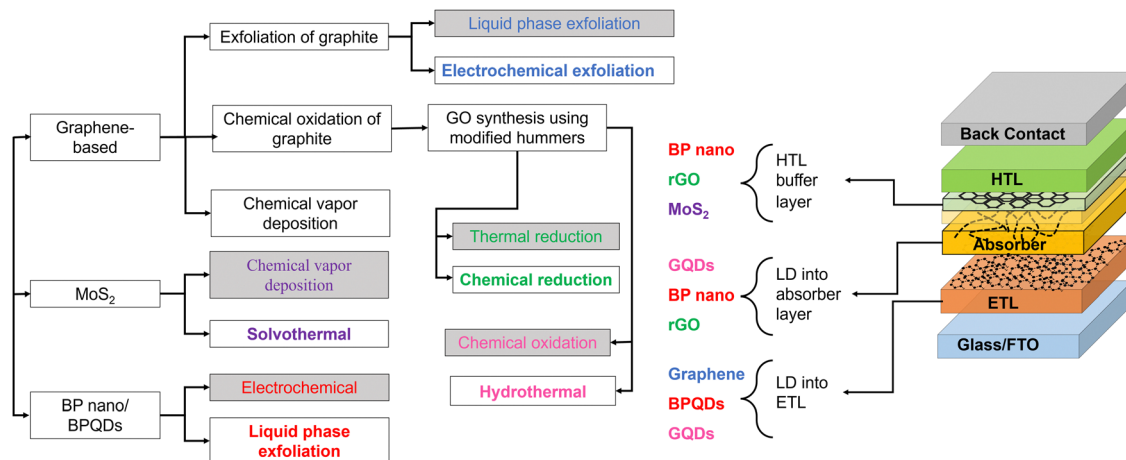 Exfoliation of graphite
Liquid phase exfoliation
Electrochemical exfoliation
Graphene-
based
Chemical oxidation of
graphite
GO synthesis using
modified hummers
Chemical vapor
deposition
Thermal reduction
Chemical reduction
MoS₂
Chemical vapor
deposition
Solvothermal
Chemical oxidation
Hydrothermal
BP nano/
BPQDs
Electrochemical
Liquid phase
exfoliation
BP nano
rGO
MoS₂
HTL
buffer
layer
GQDs
BP nano
rGO
LD into
absorber
layer
Graphene
BPQDs
GQDs
LD into
ETL
Back Contact
HTL
Absorber
ETL
Glass/FTO